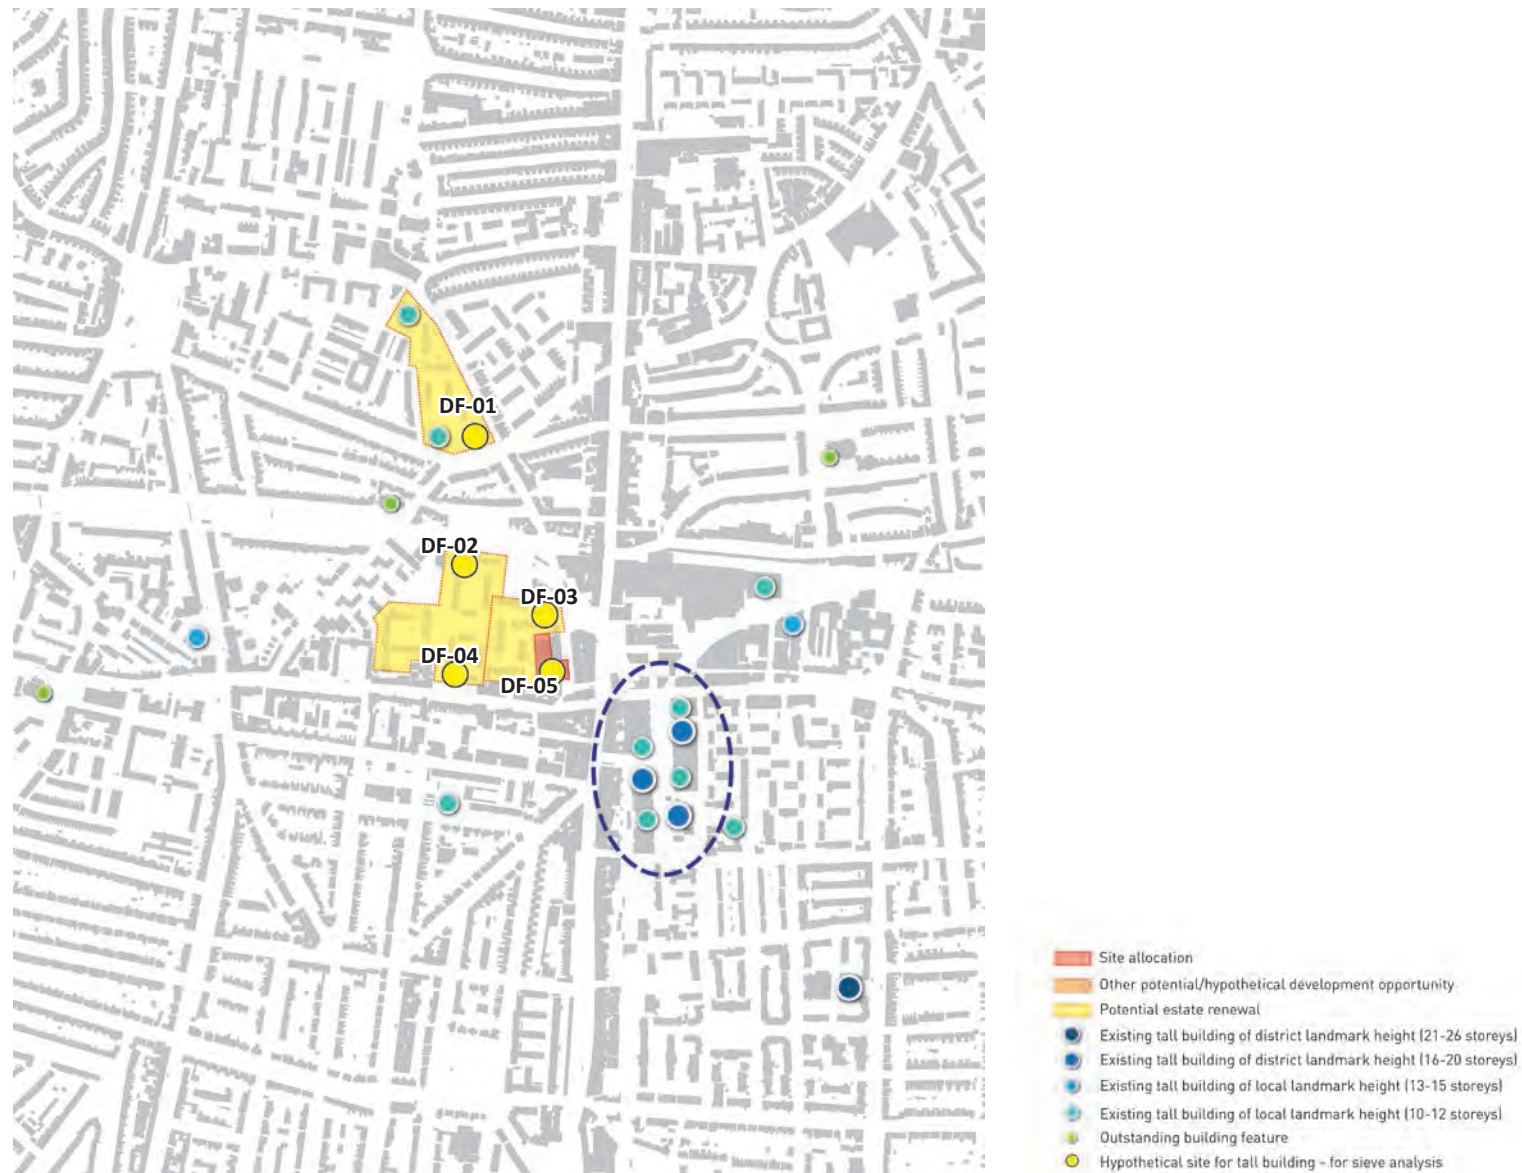 DF-01
DF-02
DF-03
DF-04
DF-05
Site allocation
Other potential/hypothetical development opportunity
Potential estate renewal
Existing tall building of district landmark height (21-26 storeys)
Existing tall building of district landmark height (16-20 storeys)
Existing tall building of local landmark height (13-15 storeys)
Existing tall building of local landmark height (10-12 storeys)
Outstanding building feature
Hypothetical site for tall building - for sieve analysis